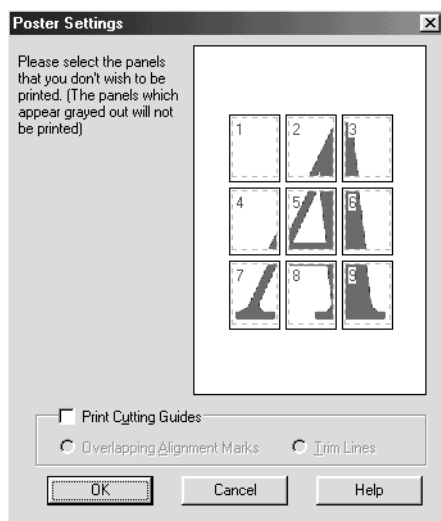 Poster Settings
Please select the panels
that you don't wish to be
printed. (The panels which
appear grayed out will not
be printed)
1 2 3
4 5 6
7 8 9
Print Cutting Guides
Overlapping Alignment Marks Trim Lines
OK Cancel Help